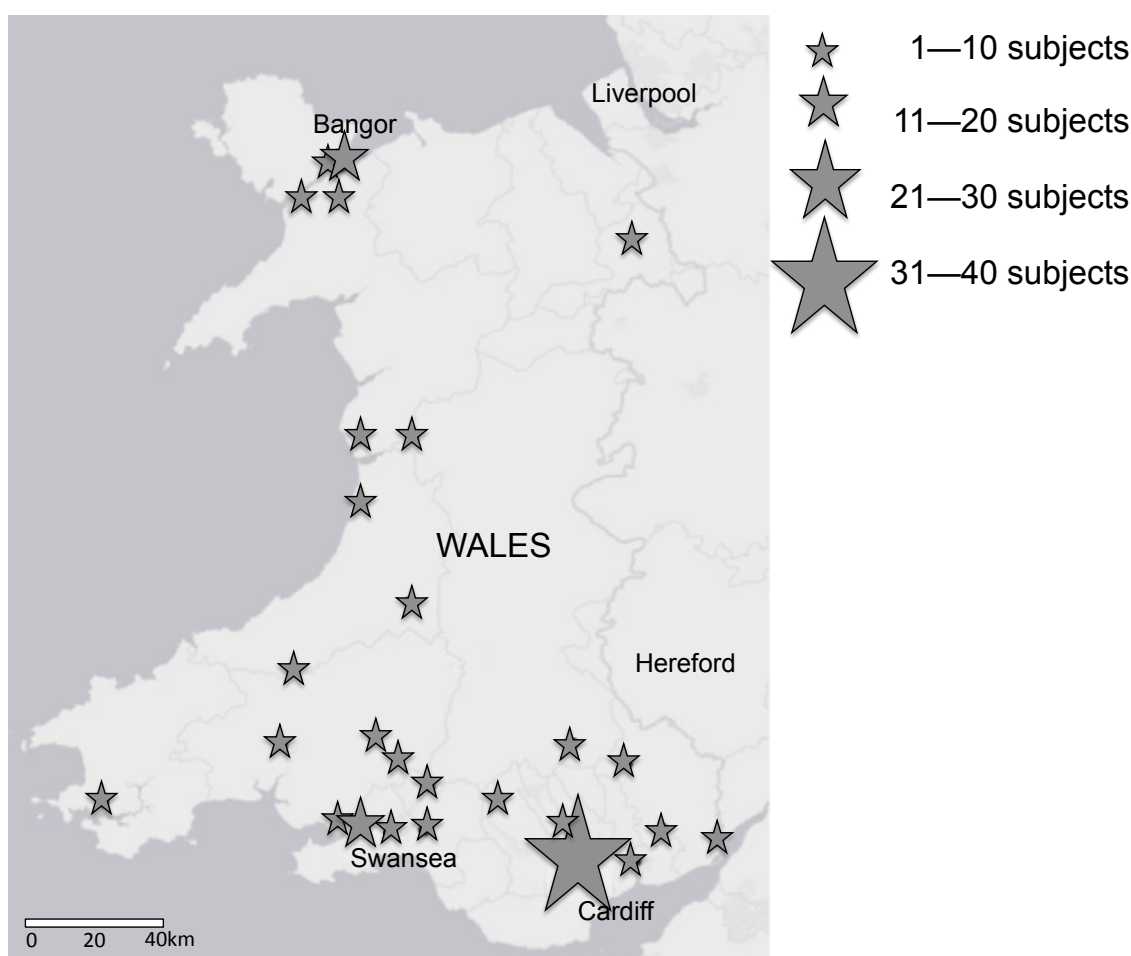 1—10 subjects
11—20 subjects
21—30 subjects
31—40 subjects
Liverpool
Bangor
WALES
Hereford
Swansea
Cardiff
0 20 40km